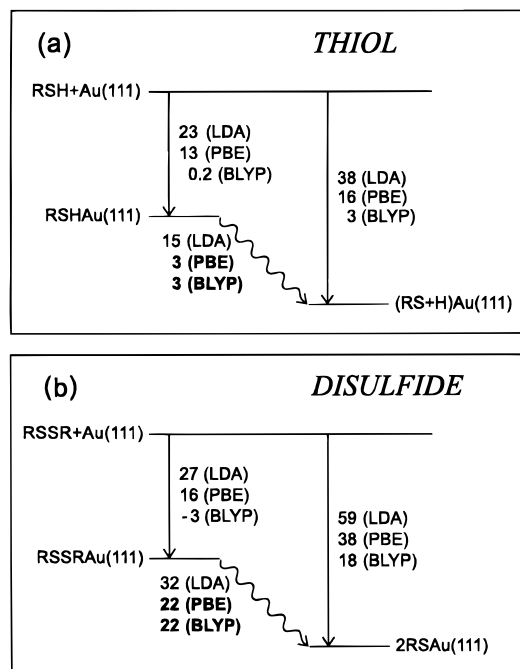 (a)
THIOL
RSH+Au(111)
23 (LDA)
13 (PBE)
0.2 (BLYP)
38 (LDA)
16 (PBE)
3 (BLYP)
RSHAu(111)
15 (LDA)
3 (PBE)
3 (BLYP)
(RS+H)Au(111)
(b)
DISULFIDE
RSSR+Au(111)
27 (LDA)
16 (PBE)
-3 (BLYP)
59 (LDA)
38 (PBE)
18 (BLYP)
RSSRAu(111)
32 (LDA)
22 (PBE)
22 (BLYP)
2RSAu(111)